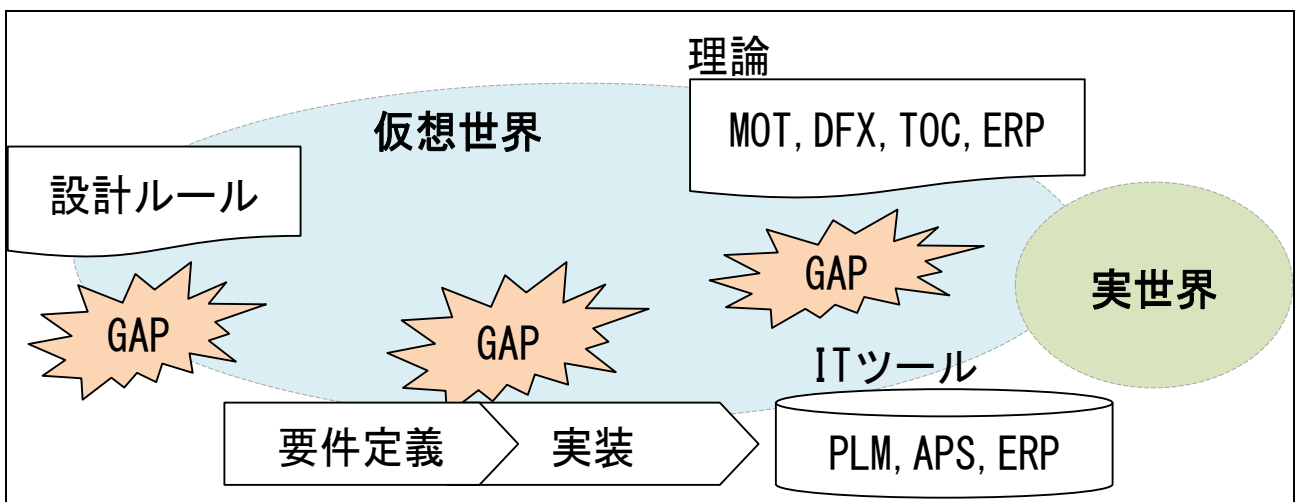 理論
仮想世界
MOT, DFX, TOC, ERP
設計ルール
GAP
GAP
GAP
実世界
ITツール
要件定義
実装
PLM, APS, ERP